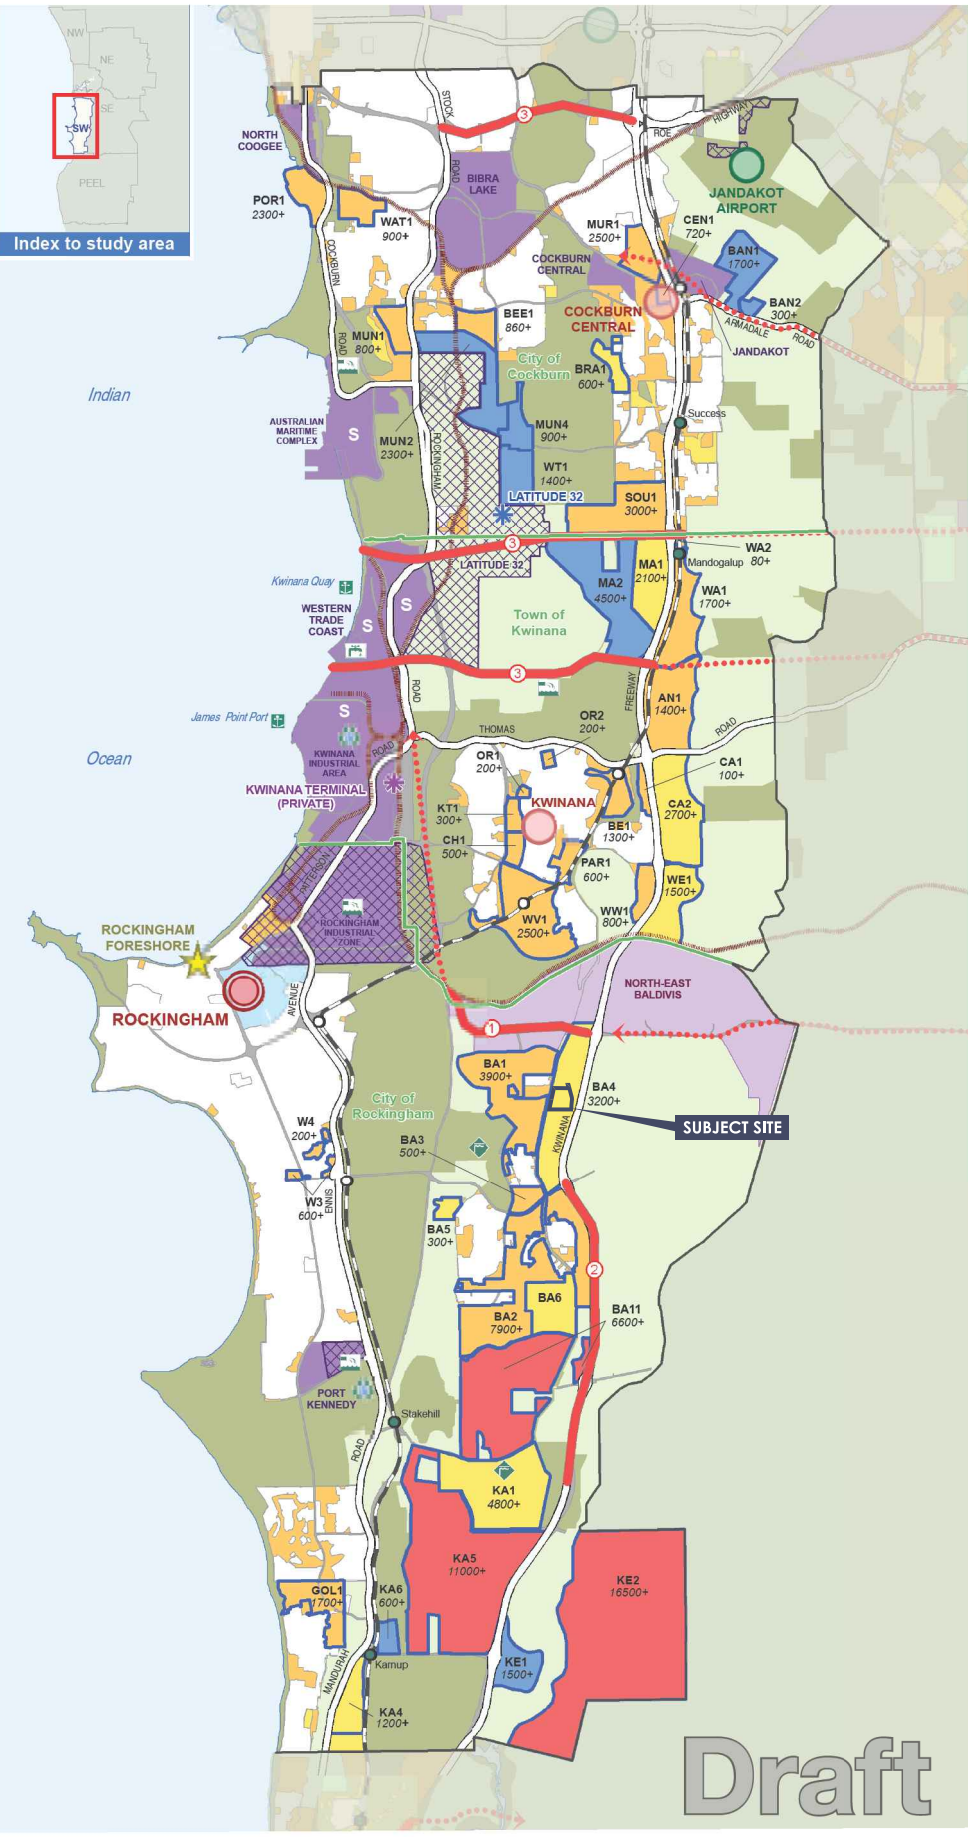 NW
NE
SE
SW
PEEL
Index to study area
STOCK
ROAD
3
ROE
HIGHWAY
NORTH
COOGEE
BIBRA
LAKE
JANDAKOT
AIRPORT
POR1
2300+
WAT1
900+
MUR1
2500+
CEN1
720+
BAN1
1700+
COCKBURN
COCKBURN
CENTRAL
BAN2
300+
COCKBURN
CENTRAL
ARMADALE
ROAD
BEE1
860+
MUN1
800+
ROAD
JANDAKOT
City of
Cockburn
BRA1
600+
Indian
AUSTRALIAN
MARITIME
COMPLEX
S
MUN2
2300+
Success
MUN4
900+
ROCKINGHAM
WT1
1400+
LATITUDE 32
SOU1
3000+
3
LATITUDE 32
WA2
80+
Mandogalup
MA1
2100+
MA2
4500+
WA1
1700+
Kwinana Quay
S
WESTERN
TRADE
COAST
S
Town of
Kwinana
3
ROAD
FREEWAY
AN1
1400+
James Point Port
S
OR2
200+
THOMAS
ROAD
Ocean
ROAD
KWINANA
INDUSTRIAL
AREA
KWINANA TERMINAL
(PRIVATE)
OR1
200+
CA1
100+
KT1
300+
KWINANA
CA2
2700+
CH1
500+
BE1
1300+
PATTERSON
PAR1
600+
WE1
1500+
WW1
800+
WV1
2500+
ROCKINGHAM
INDUSTRIAL
ZONE
ROCKINGHAM
FORESHORE
NORTH-EAST
BALDIVIS
AVENUE
ROCKINGHAM
1
BA1
3900+
BA4
3200+
City of
Rockingham
SUBJECT SITE
KWINANA
W4
200+
BA3
500+
W3
600+
ENNIS
BA5
300+
2
BA6
BA2
7900+
BA11
6600+
PORT
KENNEDY
Stakehill
ROAD
KA1
4800+
KA5
11000+
KE2
16500+
GOL1
1700+
KA6
600+
MANDURAH
Karnup
KE1
1500+
KA4
1200+
Draft